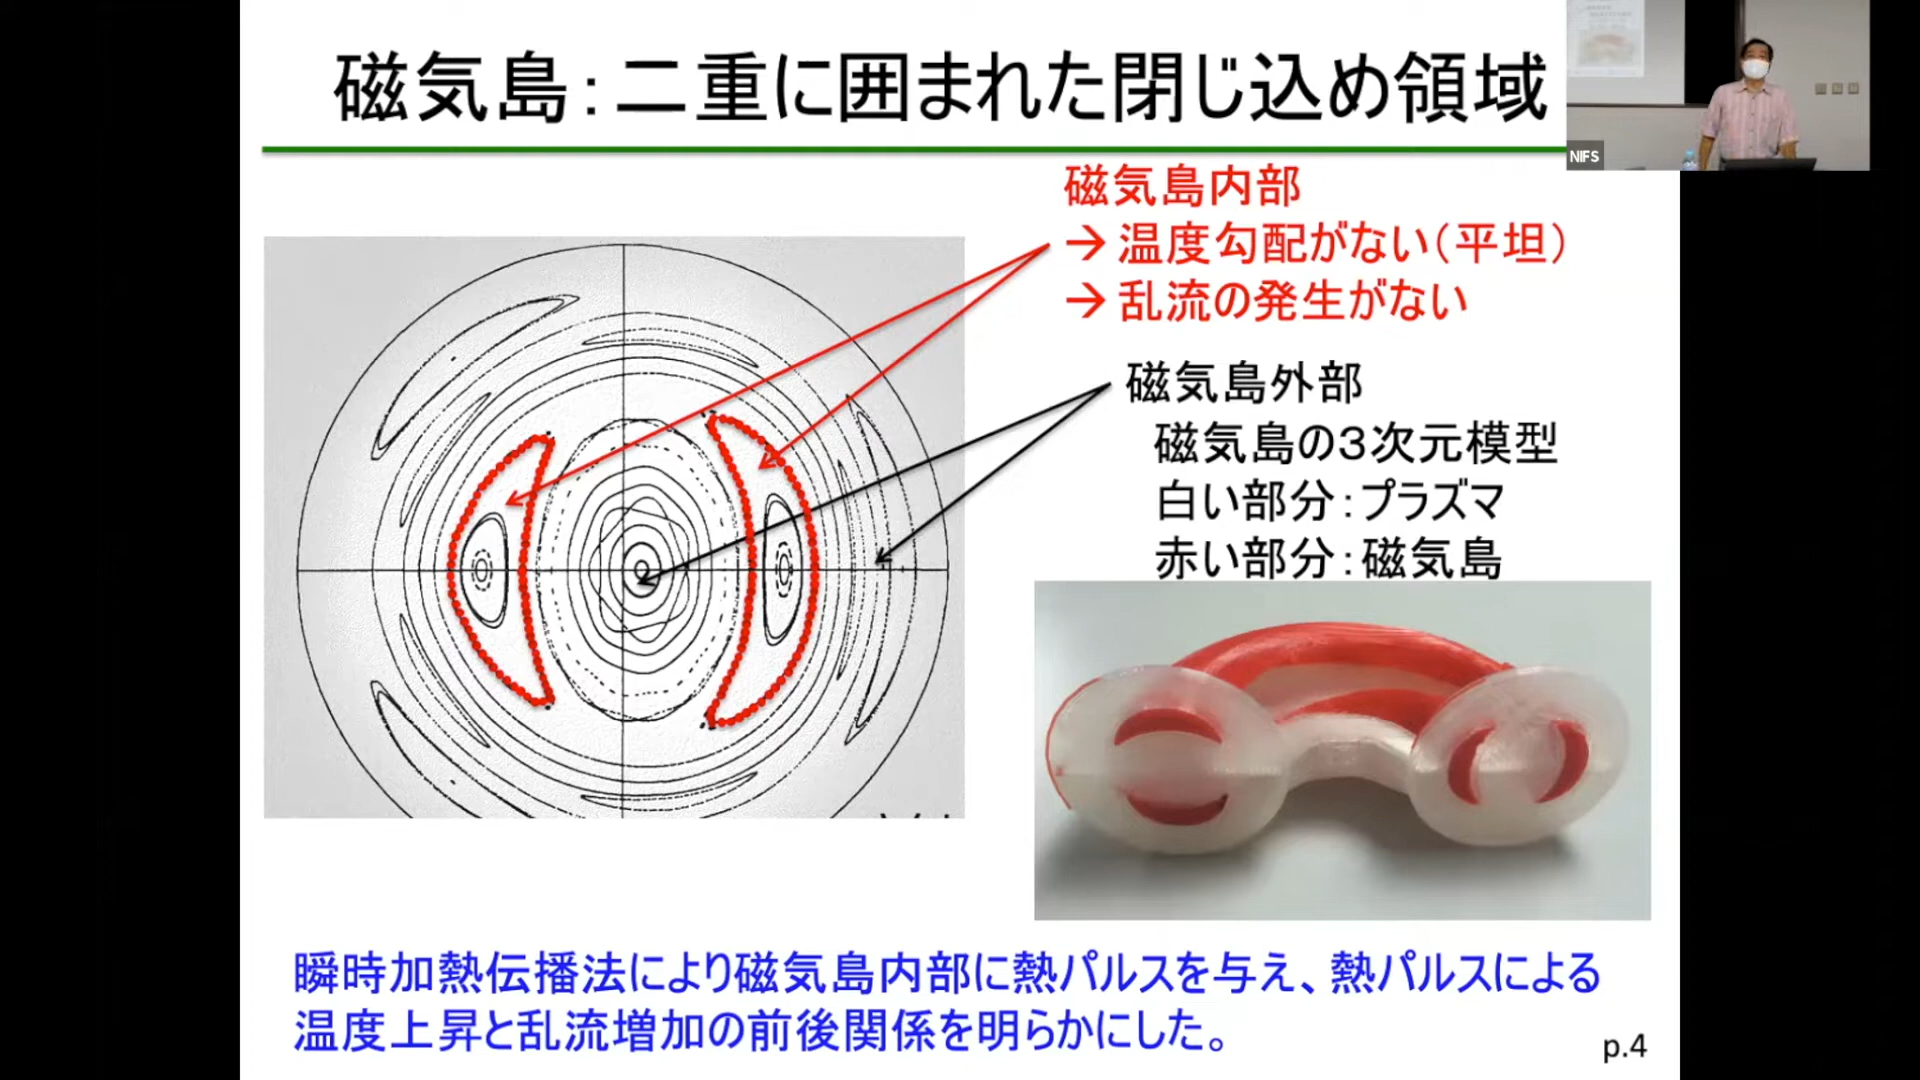 磁気島：二重に囲まれた閉じ込め領域
NIFS
磁気島内部
→ 温度勾配がない（平坦）
→ 乱流の発生がない
磁気島外部
磁気島の３次元模型
白い部分：プラズマ
赤い部分：磁気島
瞬時加熱伝播法により磁気島内部に熱パルスを与え、熱パルスによる
温度上昇と乱流増加の前後関係を明らかにした。
p.4